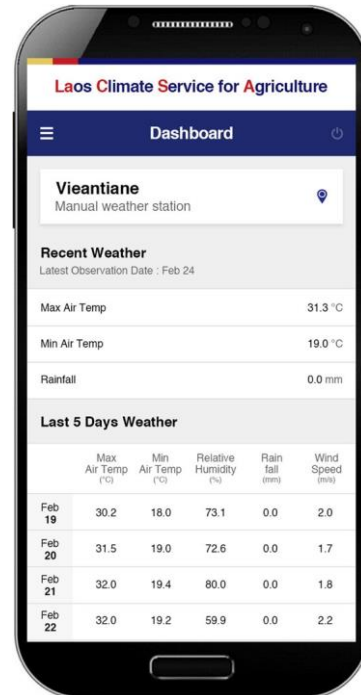 Laos Climate Service for Agriculture
Dashboard
Vieantiane
Manual weather station
Recent Weather
Latest Observation Date : Feb 24
Max Air Temp 31.3 °C
Min Air Temp 19.0 °C
Rainfall 0.0 mm
Last 5 Days Weather
Max Min Relative Rain Wind
Air Temp Air Temp Humidity fall Speed
(°C) (°C) (%) (mm) (m/s)
Feb
19 30.2 18.0 73.1 0.0 2.0
Feb
20 31.5 19.0 72.6 0.0 1.7
Feb
21 32.0 19.4 80.0 0.0 1.8
Feb
22 32.0 19.2 59.9 0.0 2.2